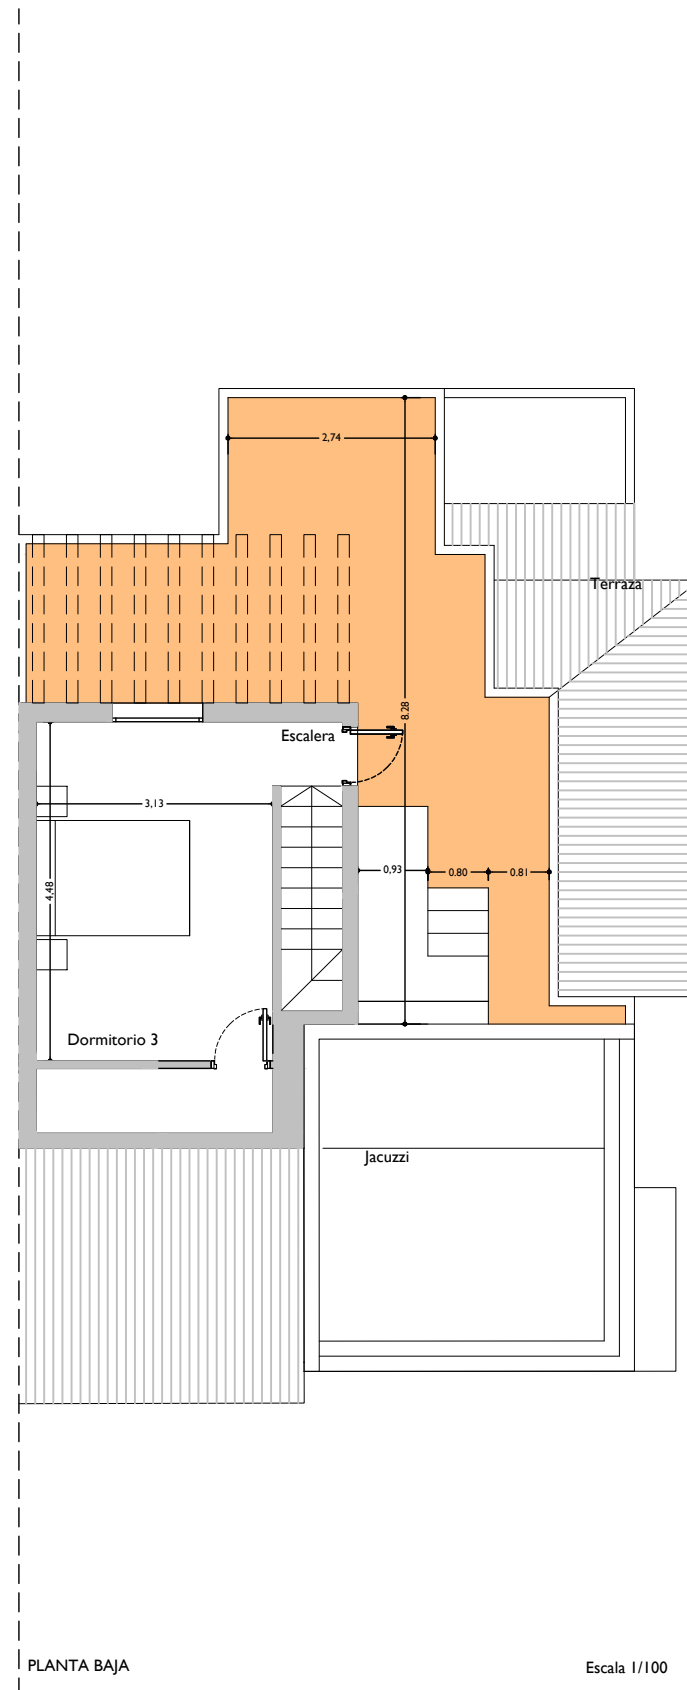 2,74
Terraza
8.28
Escalera
3,13
4,48
0,93
0.80
0.81
Dormitorio 3
Jacuzzi
PLANTA BAJA
Escala 1/100